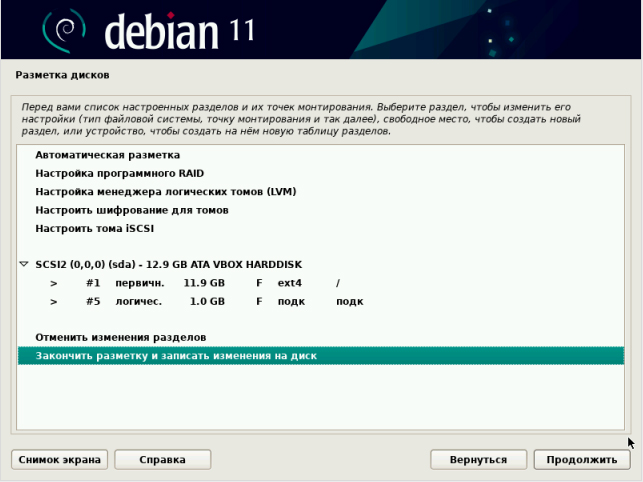 debian 11
Разметка дисков
Перед вами список настроенных разделов и их точек монтирования. Выберите раздел, чтобы изменить его
настройки (тип файловой системы, точку монтирования и так далее), свободное место, чтобы создать новый
раздел, или устройство, чтобы создать на нём новую таблицу разделов.
Автоматическая разметка
Настройка программного RAID
Настройка менеджера логических томов (LVM)
Настроить шифрование для томов
Настроить тома iSCSI
SCSI2 (0,0,0) (sda) - 12.9 GB ATA VBOX HARDDISK
> #1 первичн. 11.9 GB F ext4 /
> #5 логичес. 1.0 GB F подк подк
Отменить изменения разделов
Закончить разметку и записать изменения на диск
Снимок экрана Справка Вернуться Продолжить